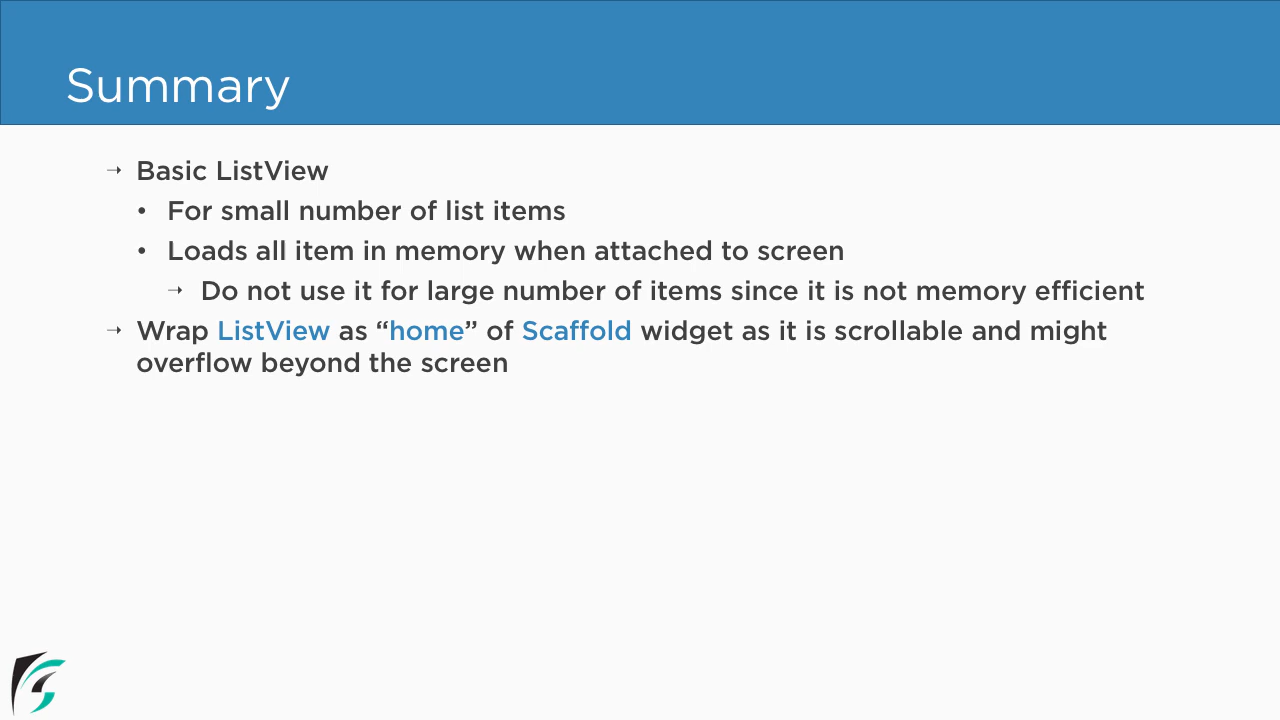 Summary
→ Basic ListView
• For small number of list items
• Loads all item in memory when attached to screen
→ Do not use it for large number of items since it is not memory efficient
→ Wrap ListView as “home” of Scaffold widget as it is scrollable and might
overflow beyond the screen